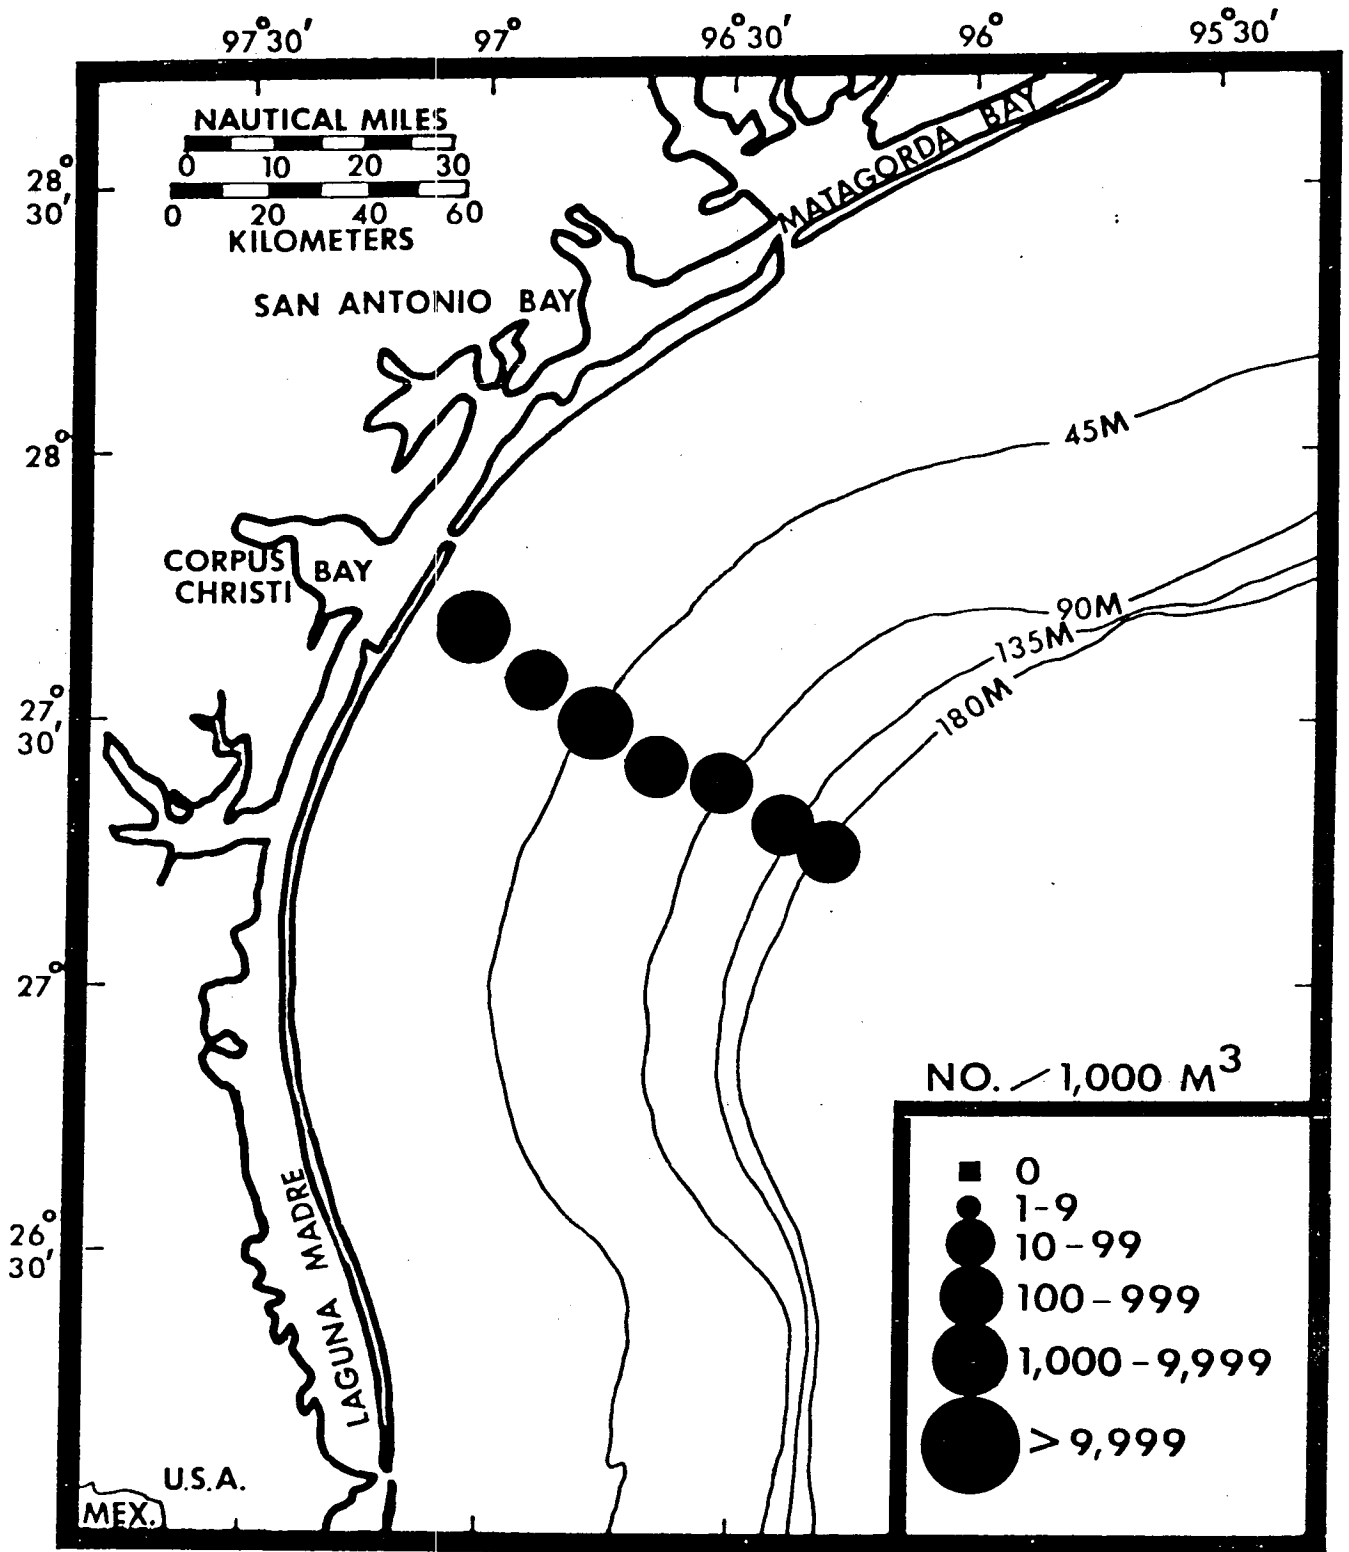 97°30′ 97° 96°30′ 96° 95°30′
NAUTICAL MILES
0 10 20 30
0 20 40 60
KILOMETERS
28°
30′
MATAGORDA BAY
SAN ANTONIO BAY
45M
28°
CORPUS
CHRISTI
BAY
90M
135M
180M
27°
30′
27°
NO. / 1,000 M³
0
1-9
10-99
100-999
1,000-9,999
> 9,999
26°
30′
LAGUNA MADRE
U.S.A.
MEX.